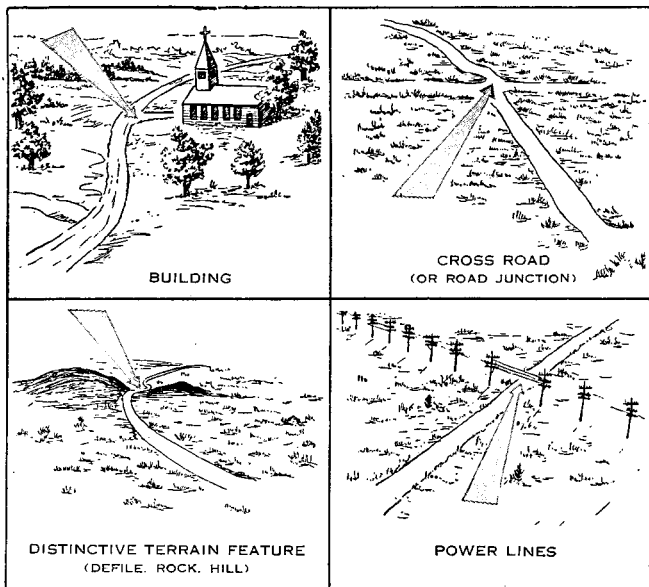 BUILDING
CROSS ROAD
(OR ROAD JUNCTION)
DISTINCTIVE TERRAIN FEATURE
(DEFILE, ROCK, HILL)
POWER LINES